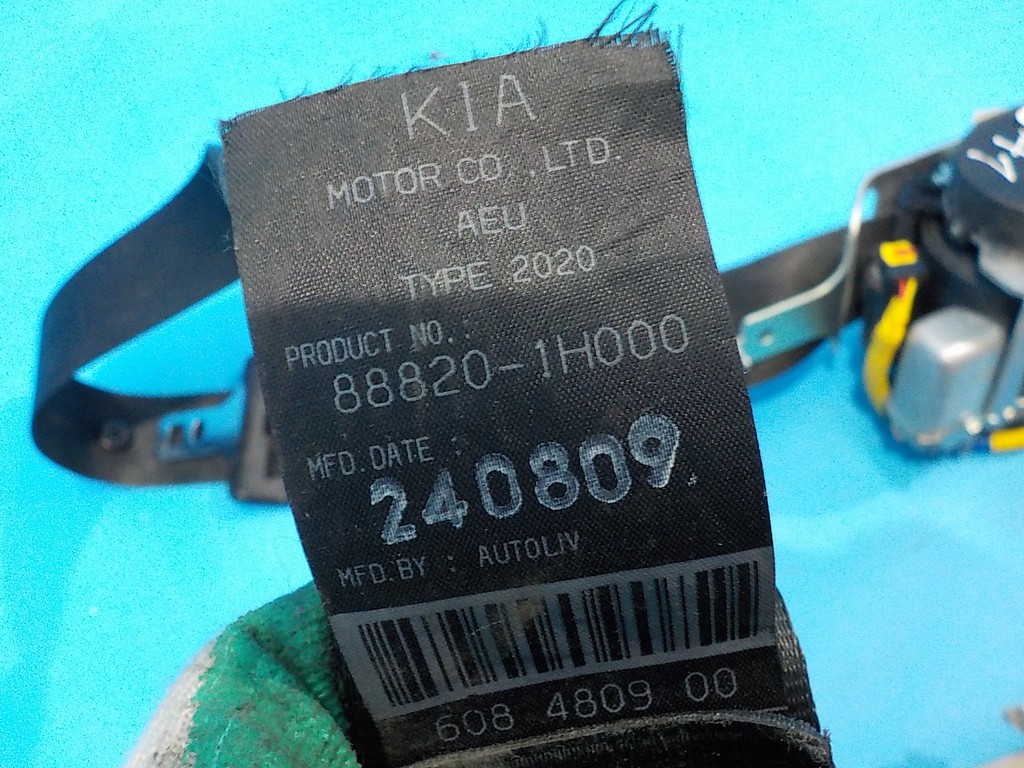 KIA
MOTOR CO.,LTD.
AEU
TYPE 2020
PRODUCT NO.:
88820-1H000
MFD.DATE :
240809
MFD.BY : AUTOLIV
608 4809 00